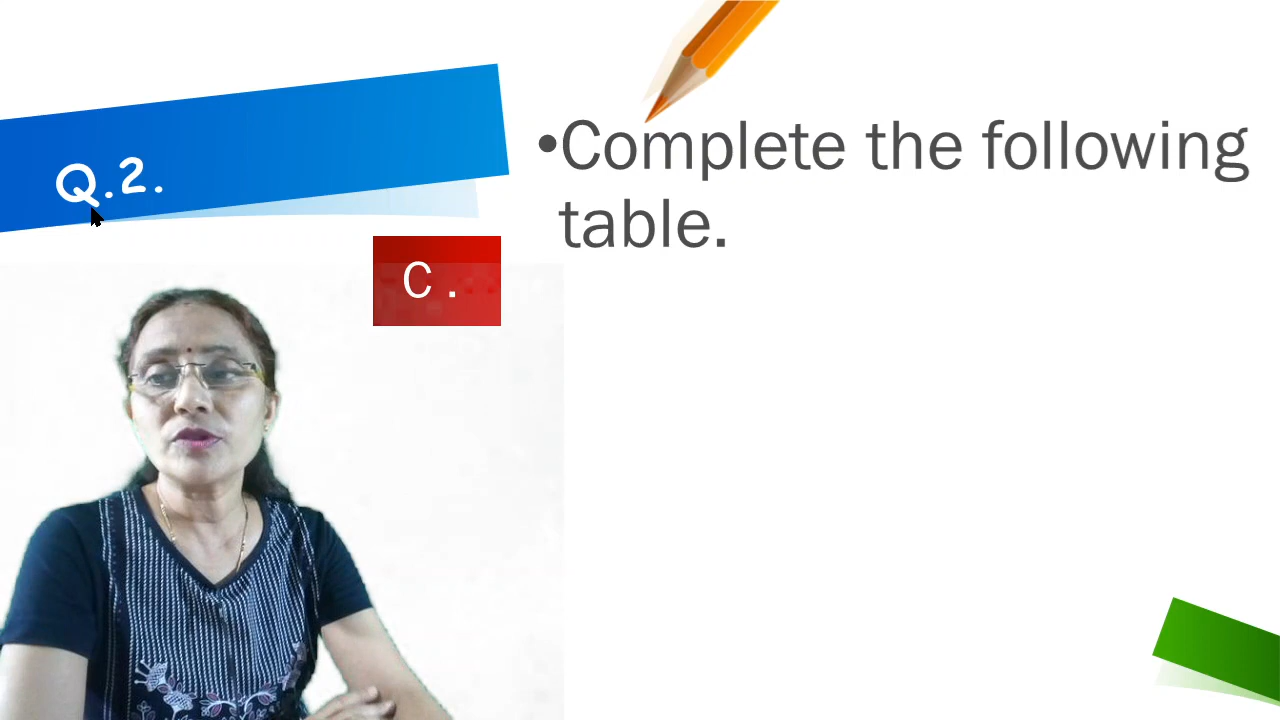 Q.2.
C .
•Complete the following
table.